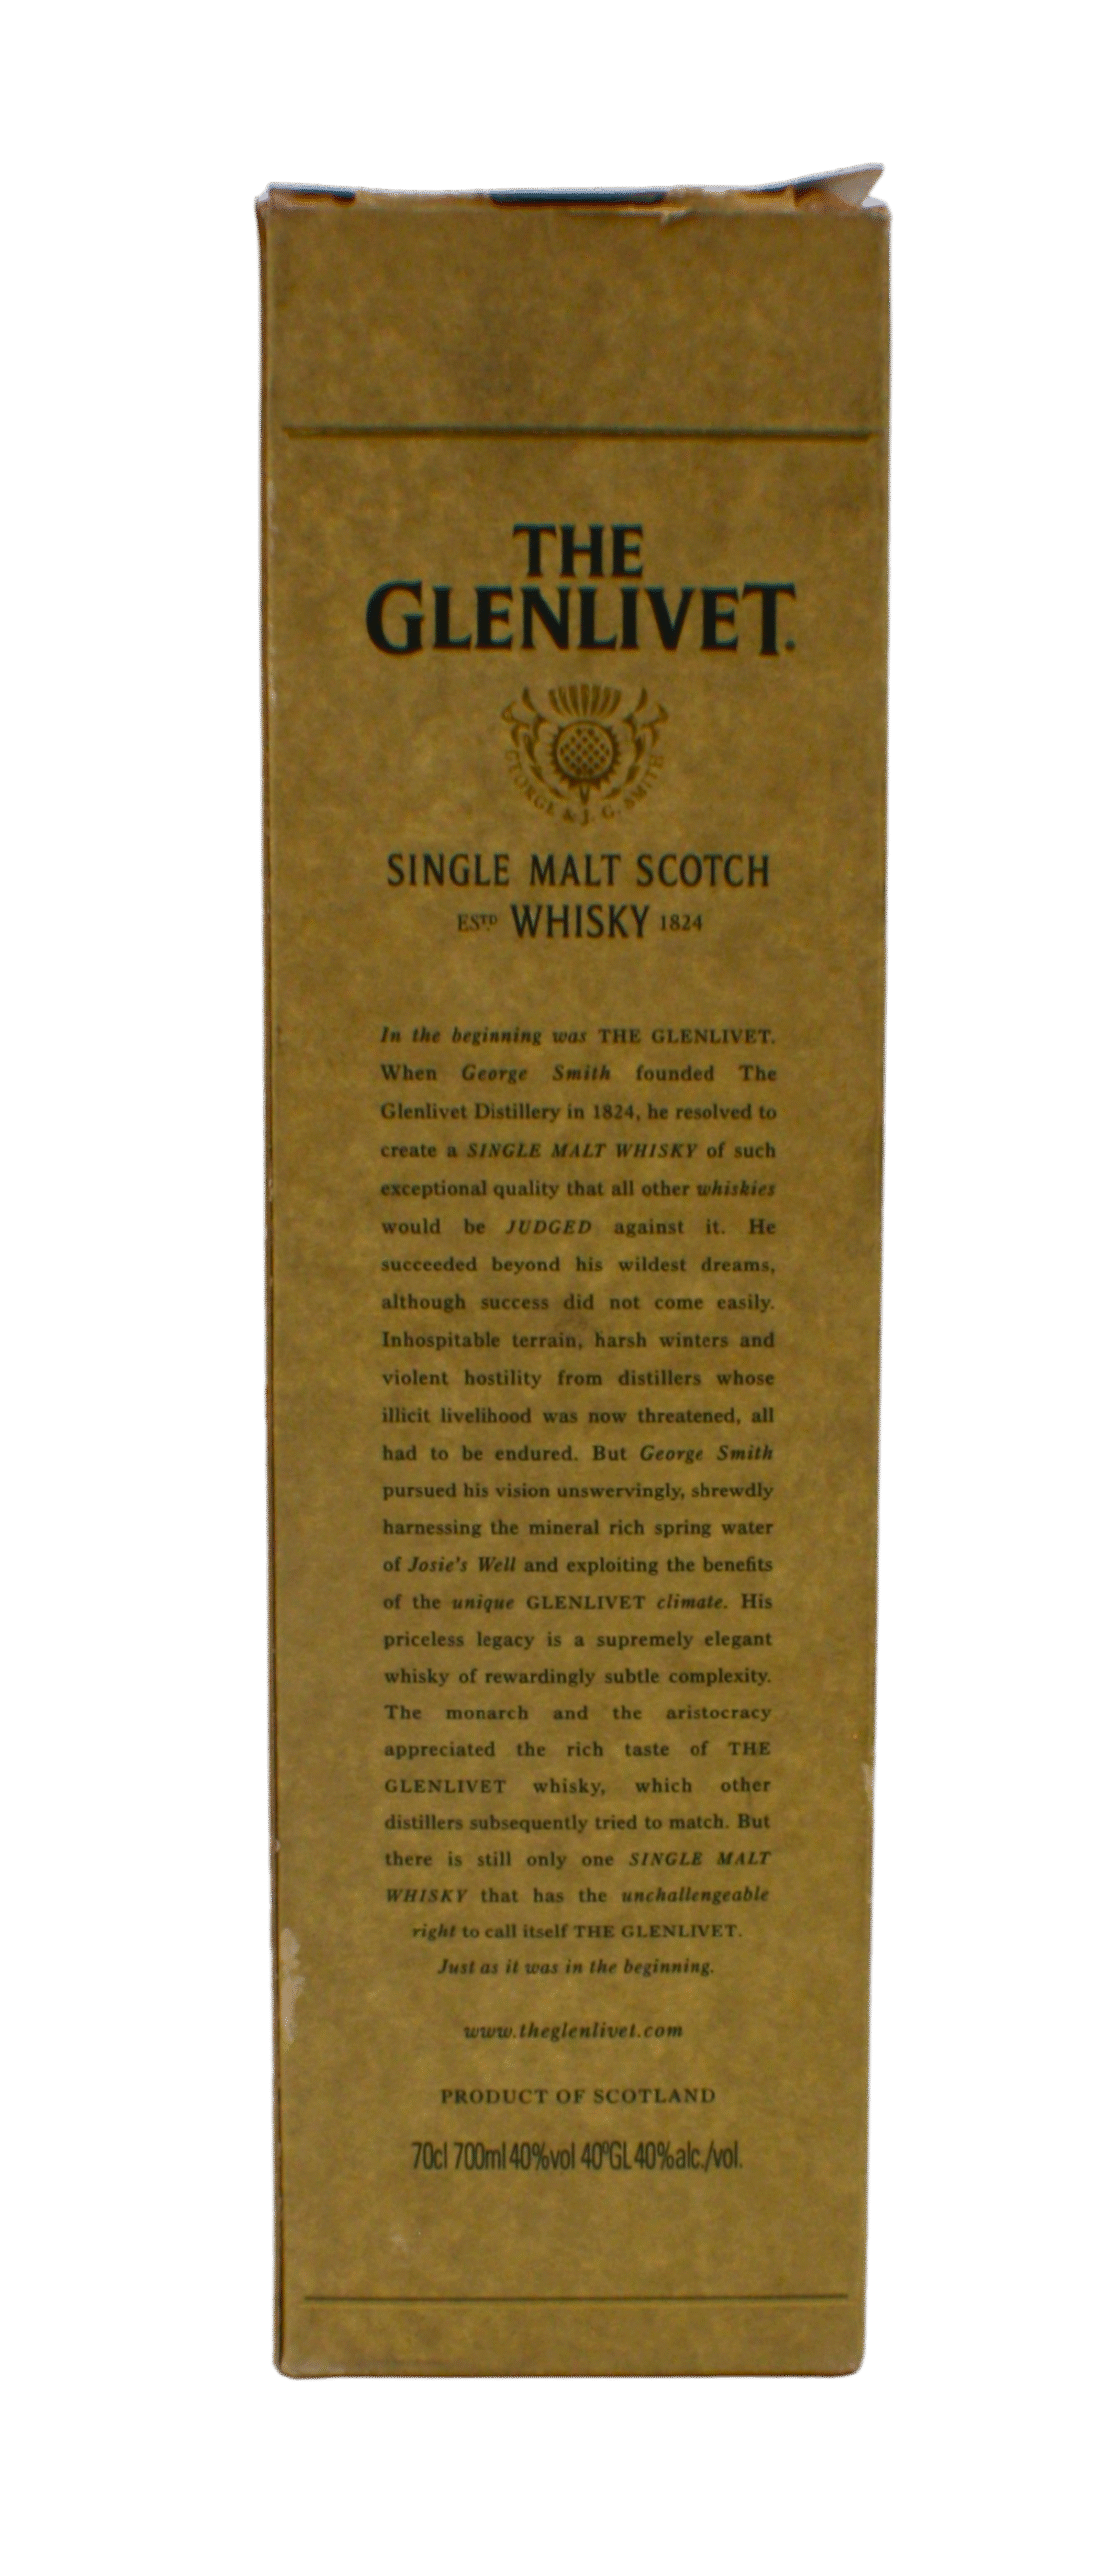 THE
GLENLIVET.
GEORGE & J. G. SMITH
SINGLE MALT SCOTCH
ESTD WHISKY 1824
In the beginning was THE GLENLIVET.
When George Smith founded The
Glenlivet Distillery in 1824, he resolved to
create a SINGLE MALT WHISKY of such
exceptional quality that all other whiskies
would be JUDGED against it. He
succeeded beyond his wildest dreams,
although success did not come easily.
Inhospitable terrain, harsh winters and
violent hostility from distillers whose
illicit livelihood was now threatened, all
had to be endured. But George Smith
pursued his vision unswervingly, shrewdly
harnessing the mineral rich spring water
of Josie's Well and exploiting the benefits
of the unique GLENLIVET climate. His
priceless legacy is a supremely elegant
whisky of rewardingly subtle complexity.
The monarch and the aristocracy
appreciated the rich taste of THE
GLENLIVET whisky, which other
distillers subsequently tried to match. But
there is still only one SINGLE MALT
WHISKY that has the unchallengeable
right to call itself THE GLENLIVET.
Just as it was in the beginning.
www.theglenlivet.com
PRODUCT OF SCOTLAND
70cl 700ml 40%vol 40ºGL 40%alc./vol.